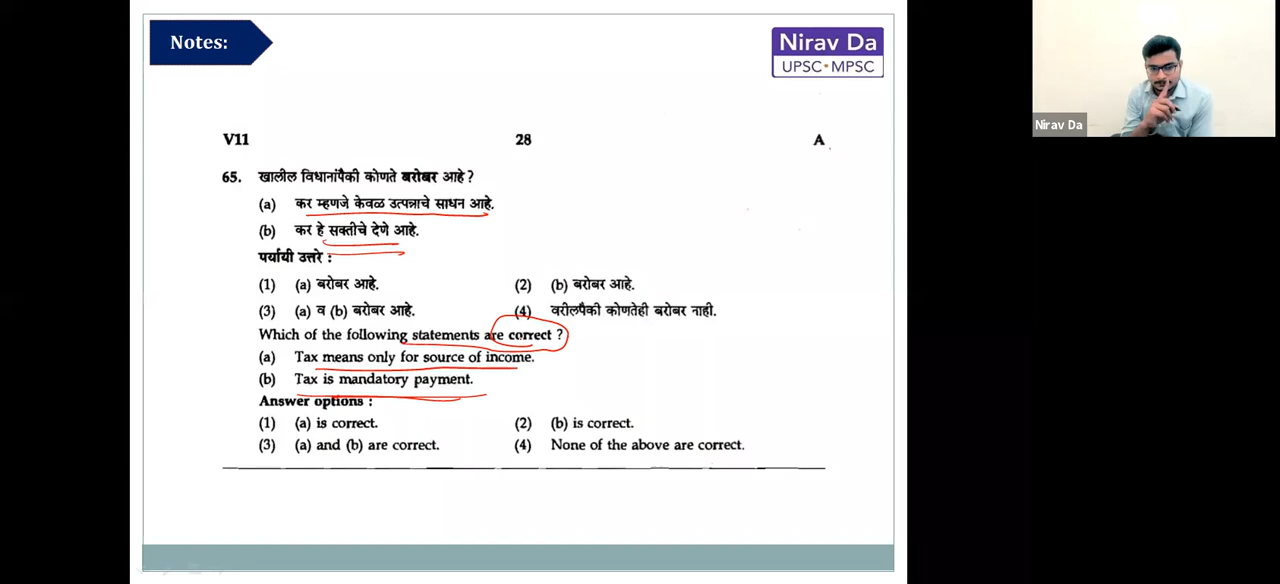 Notes:
Nirav Da
UPSC•MPSC
Nirav Da
V11 28 A
65. खालील विधानांपैकी कोणते बरोबर आहे ?
(a) कर म्हणजे केवळ उत्पन्नाचे साधन आहे.
(b) कर हे सक्तीचे देणे आहे.
पर्यायी उत्तरे :
(1) (a) बरोबर आहे. (2) (b) बरोबर आहे.
(3) (a) व (b) बरोबर आहे. (4) वरीलपैकी कोणतेही बरोबर नाही.
Which of the following statements are correct ?
(a) Tax means only for source of income.
(b) Tax is mandatory payment.
Answer options :
(1) (a) is correct. (2) (b) is correct.
(3) (a) and (b) are correct. (4) None of the above are correct.